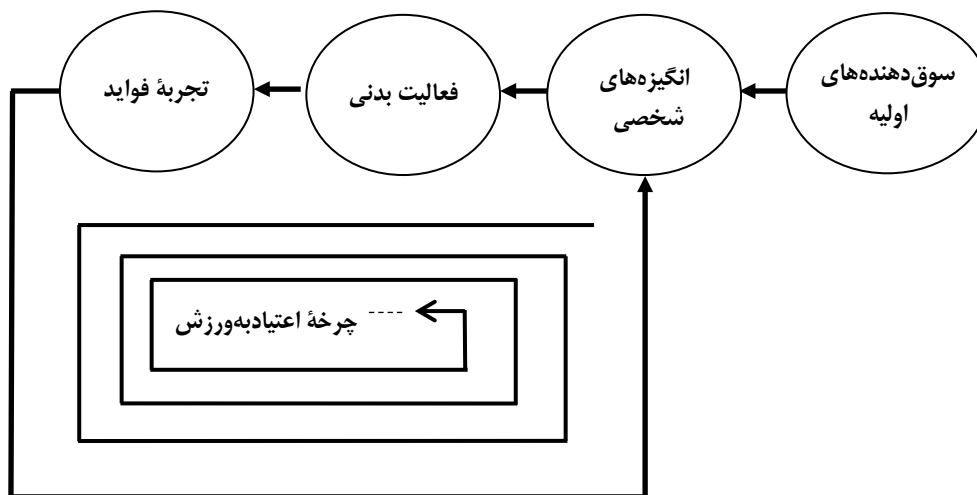 سوق‌دهنده‌های
اولیه
انگیزه‌های
شخصی
فعالیت بدنی
تجربهٔ فواید
چرخهٔ اعتیادبه‌ورزش